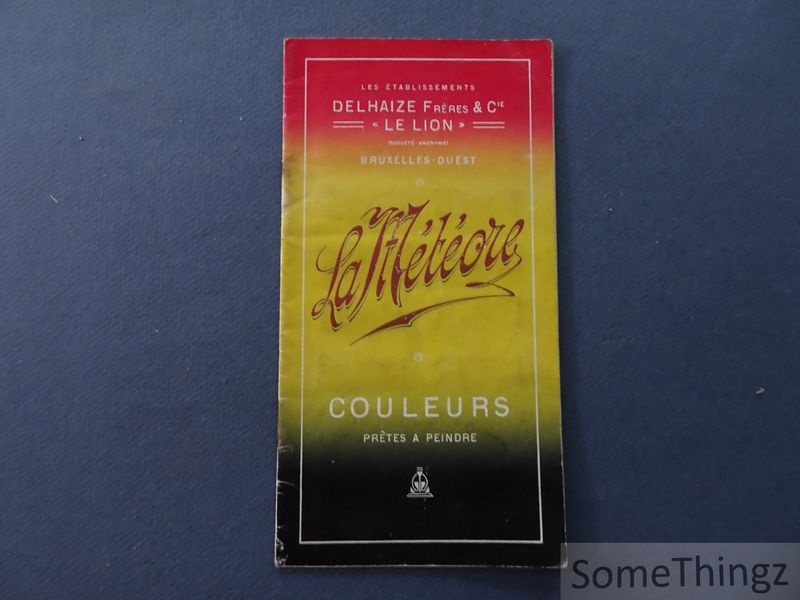 LES ÉTABLISSEMENTS
DELHAIZE FRÈRES & CIE
« LE LION »
(SOCIÉTÉ ANONYME)
BRUXELLES-OUEST
La Météore
COULEURS
PRÊTES A PEINDRE
SomeThingz